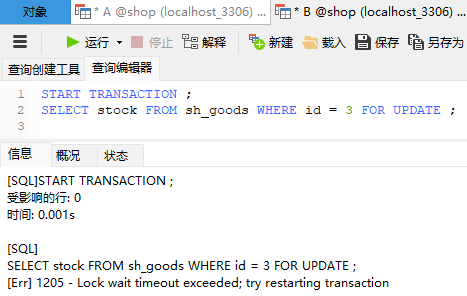 对象 * A @shop (localhost_3306) ... * B @shop (localhost_3306) ...
运行 停止 解释 新建 载入 保存 另存为
查询创建工具 查询编辑器
1 START TRANSACTION ;
2 SELECT stock FROM sh_goods WHERE id = 3 FOR UPDATE ;
3
信息 概况 状态
[SQL]START TRANSACTION ;
受影响的行: 0
时间: 0.001s
[SQL]
SELECT stock FROM sh_goods WHERE id = 3 FOR UPDATE ;
[Err] 1205 - Lock wait timeout exceeded; try restarting transaction